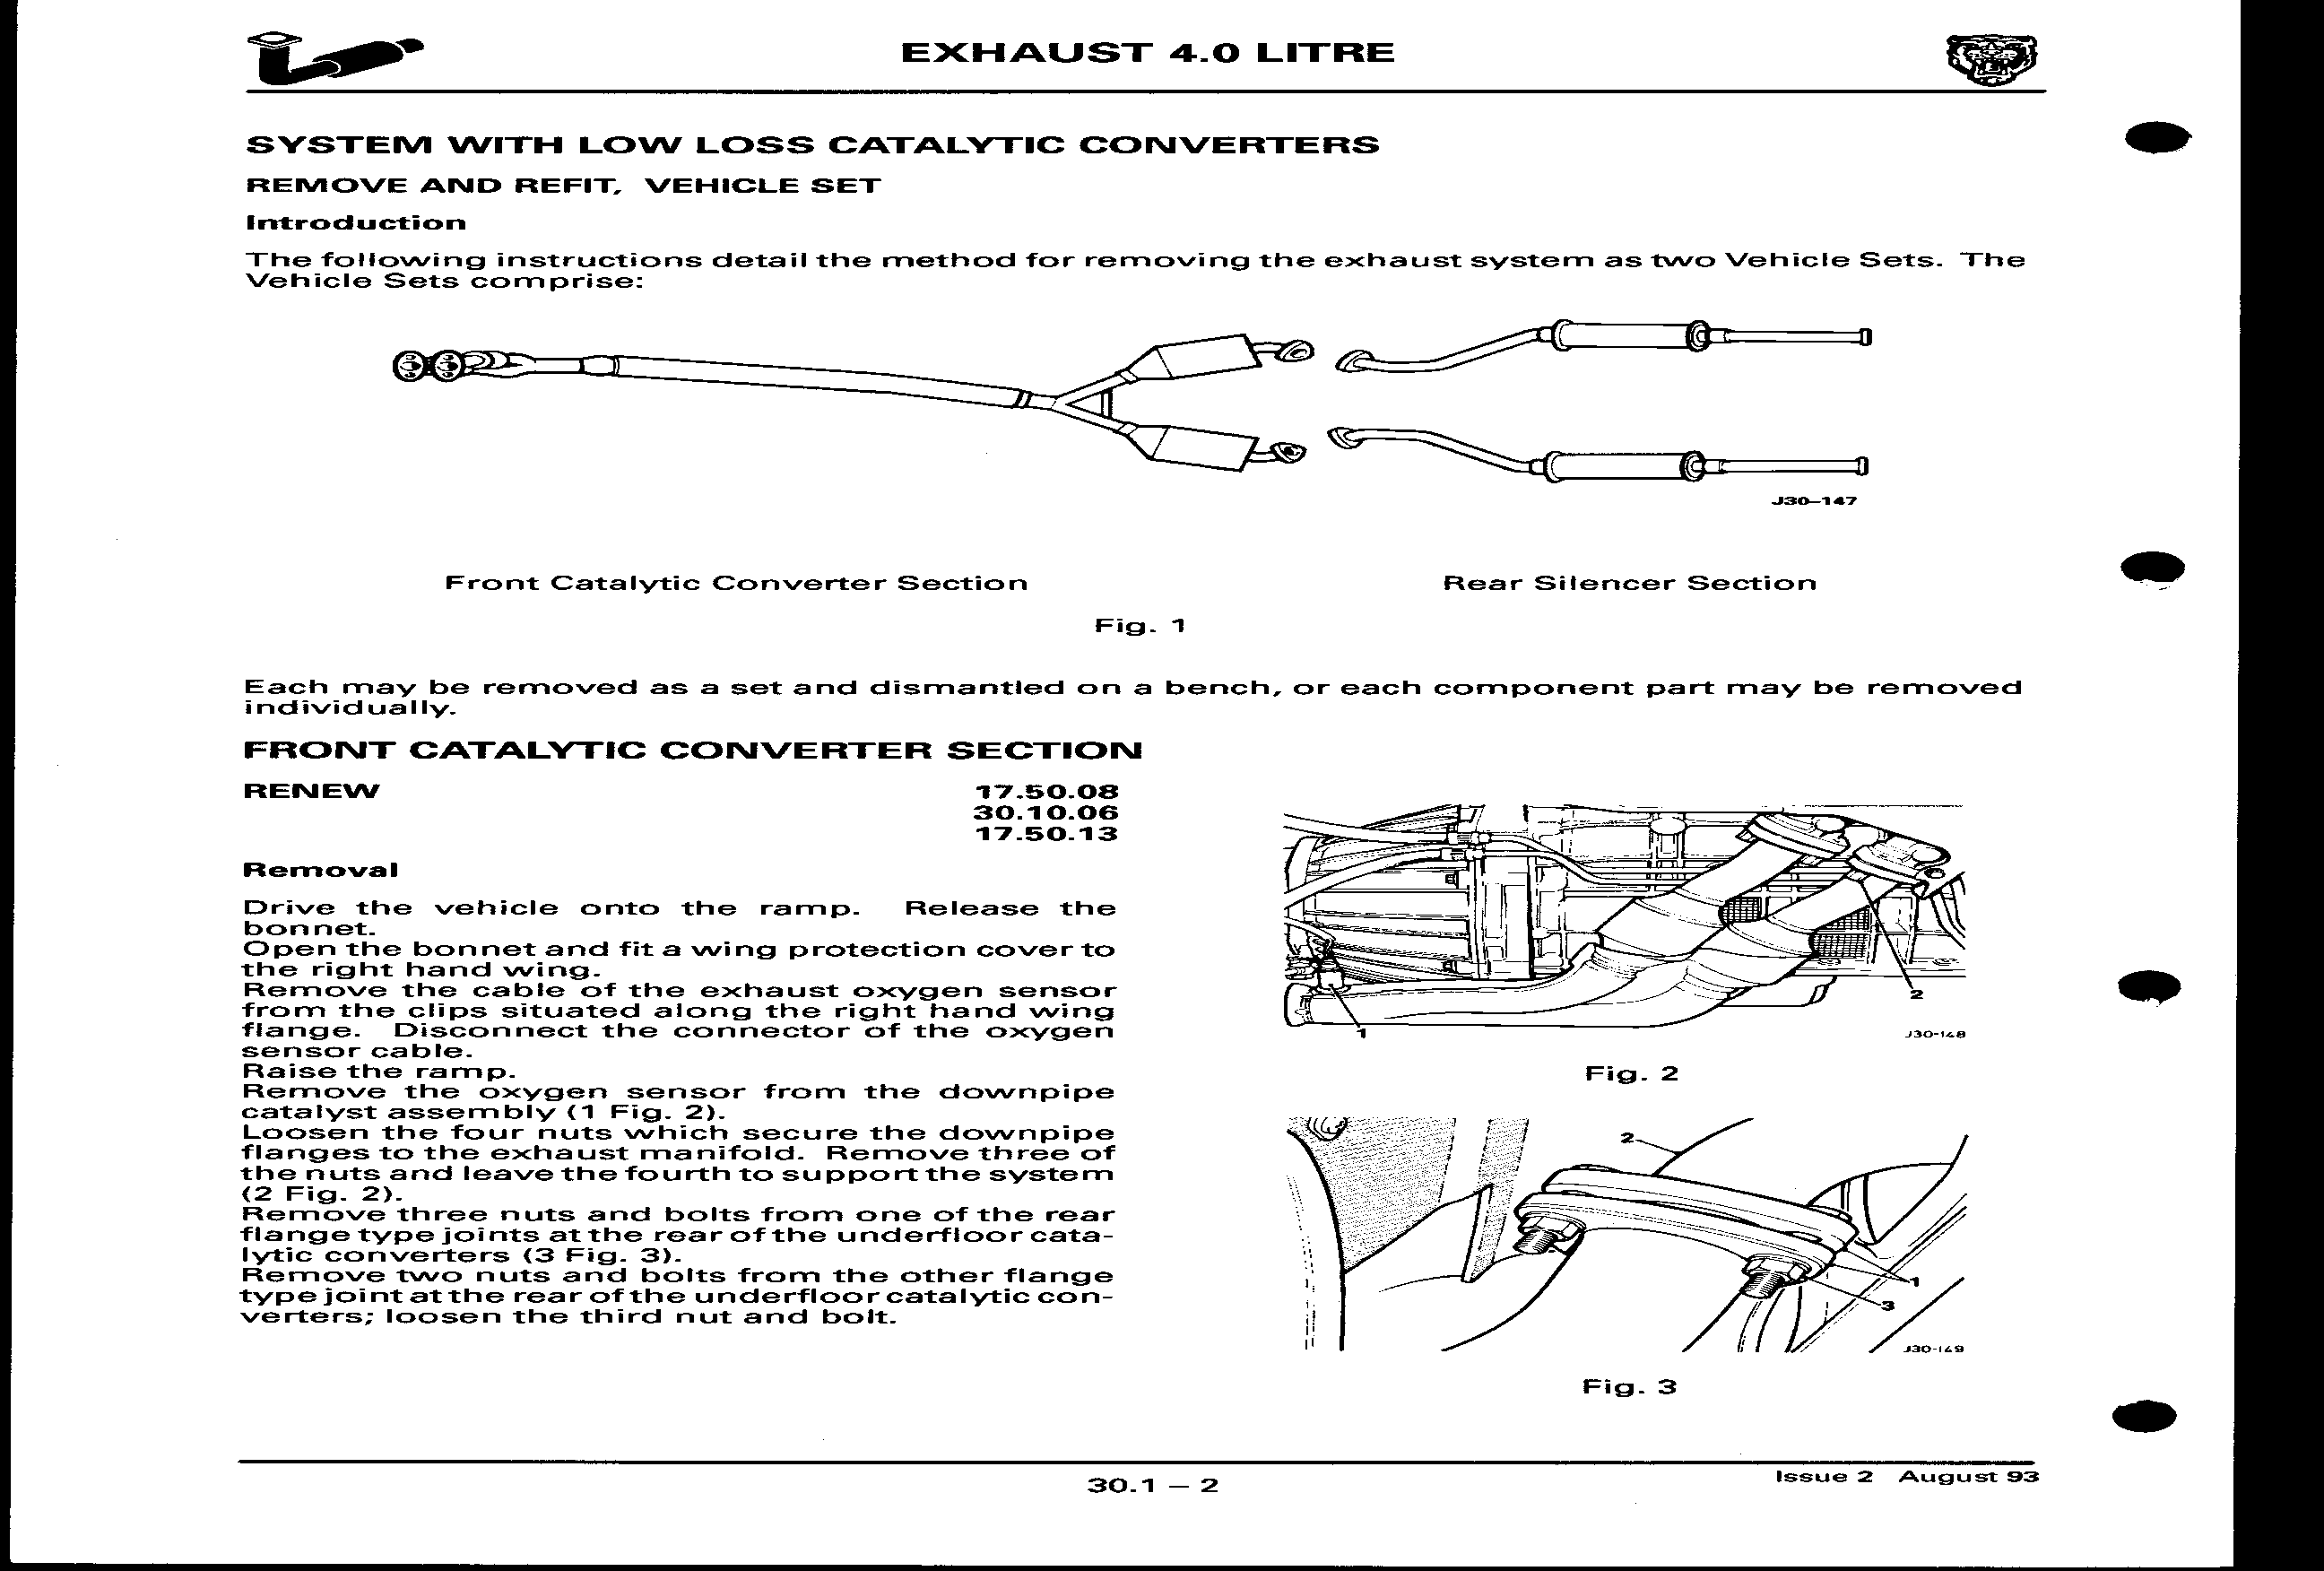 EXHAUST 4.0 LITRE
SYSTEM WITH LOW LOSS CATALYTIC CONVERTERS
REMOVE AND REFIT, VEHICLE SET
Introduction
The following instructions detail the method for removing the exhaust system as two Vehicle Sets. The
Vehicle Sets comprise:
J30–147
Front Catalytic Converter Section
Rear Silencer Section
Fig. 1
Each may be removed as a set and dismantled on a bench, or each component part may be removed
individually.
FRONT CATALYTIC CONVERTER SECTION
RENEW 17.50.08
30.10.06
17.50.13
Removal
Drive the vehicle onto the ramp. Release the
bonnet.
Open the bonnet and fit a wing protection cover to
the right hand wing.
Remove the cable of the exhaust oxygen sensor
from the clips situated along the right hand wing
flange. Disconnect the connector of the oxygen
sensor cable.
Raise the ramp.
Remove the oxygen sensor from the downpipe
catalyst assembly (1 Fig. 2).
Loosen the four nuts which secure the downpipe
flanges to the exhaust manifold. Remove three of
the nuts and leave the fourth to support the system
(2 Fig. 2).
Remove three nuts and bolts from one of the rear
flange type joints at the rear of the underfloor cata-
lytic converters (3 Fig. 3).
Remove two nuts and bolts from the other flange
type joint at the rear of the underfloor catalytic con-
verters; loosen the third nut and bolt.
2
1
J30-148
Fig. 2
2
1
3
J30-149
Fig. 3
30.1 – 2
Issue 2 August 93